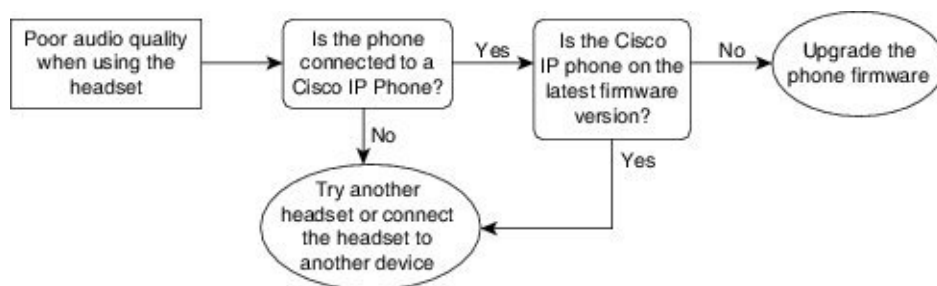 Poor audio quality
when using the
headset
Is the phone
connected to a
Cisco IP Phone?
Yes
Is the Cisco
IP phone on the
latest firmware
version?
No
Upgrade the
phone firmware
No
Yes
Try another
headset or connect
the headset to
another device